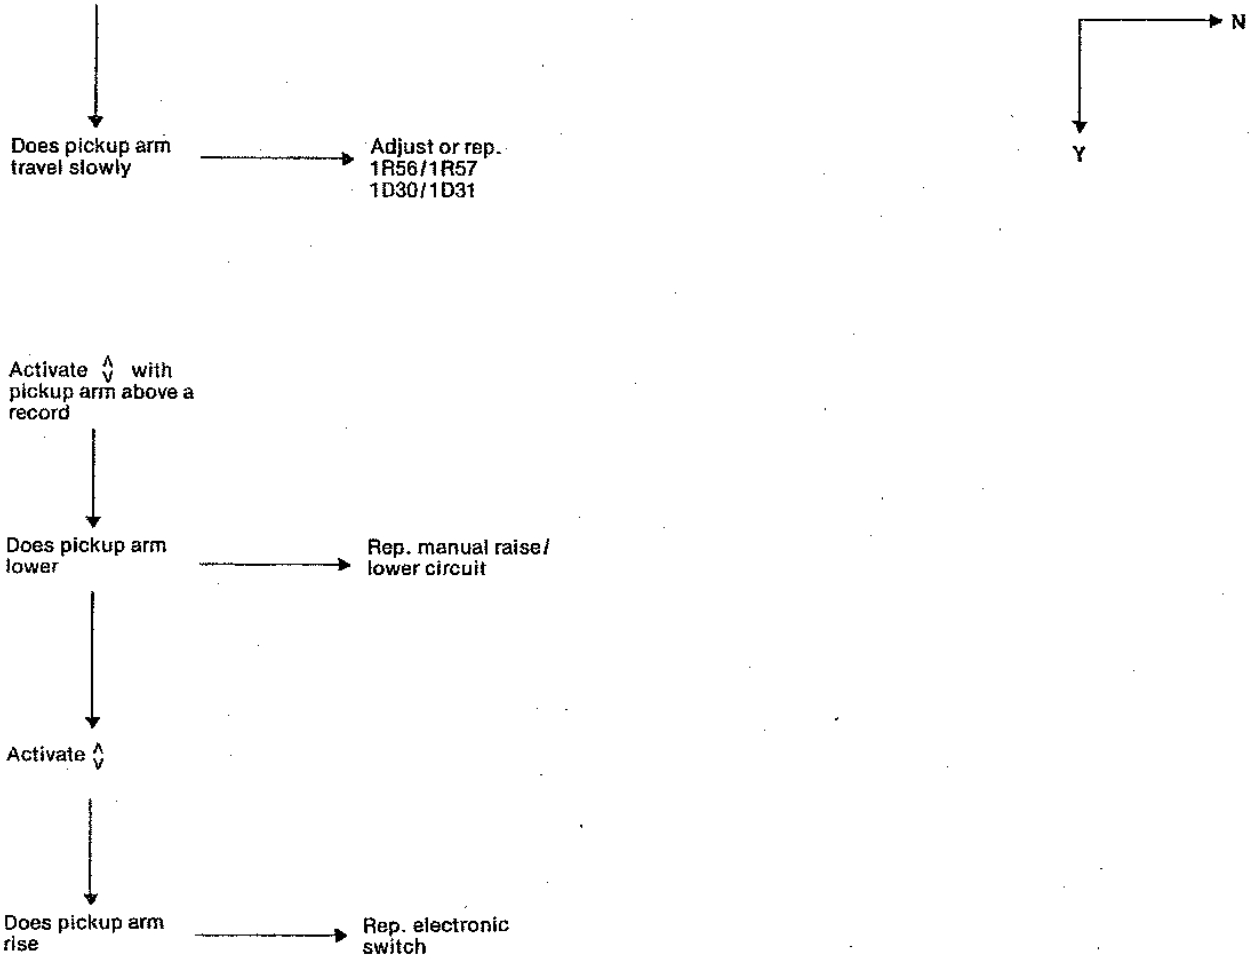 N
Y
Does pickup arm
travel slowly
Adjust or rep.
1R56/1R57
1D30/1D31
Activate ^v with
pickup arm above a
record
Does pickup arm
lower
Rep. manual raise/
lower circuit
Activate ^v
Does pickup arm
rise
Rep. electronic
switch